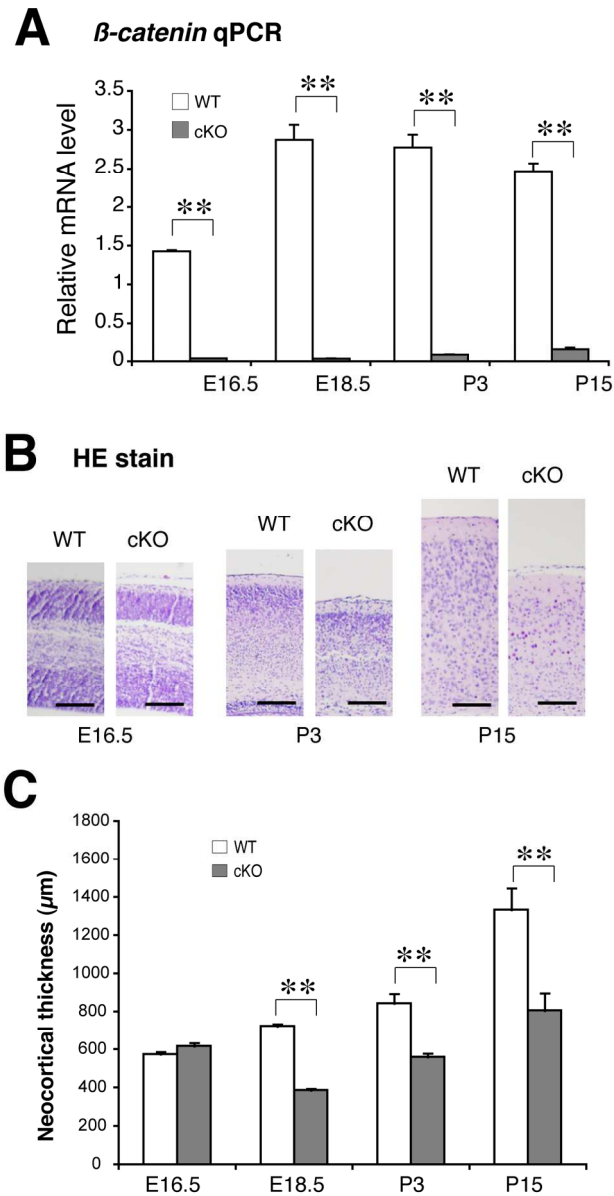 A ß-catenin qPCR
3.5
3
2.5
2
1.5
1
0.5
0
Relative mRNA level
WT
cKO
**
**
**
**
E16.5 E18.5 P3 P15
B HE stain
WT cKO
WT cKO
WT cKO
E16.5 P3 P15
C
1800
1600
1400
1200
1000
800
600
400
200
0
Neocortical thickness (µm)
WT
cKO
**
**
**
E16.5 E18.5 P3 P15